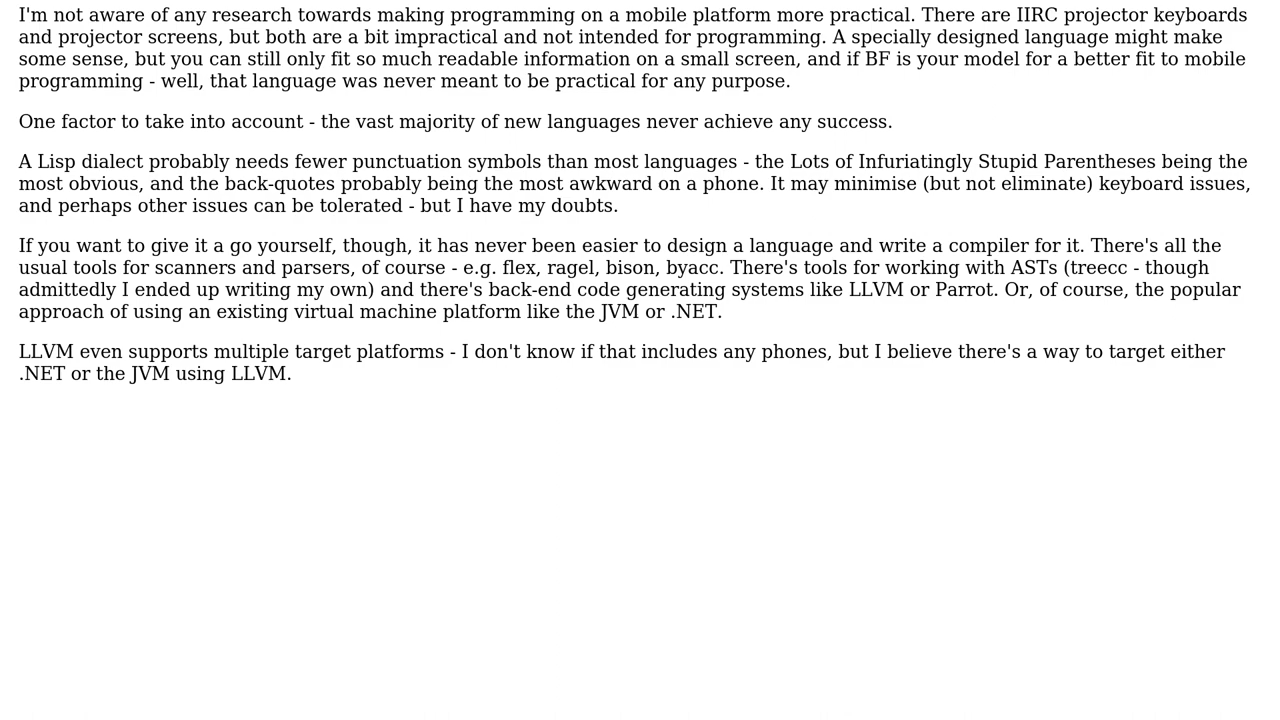 I'm not aware of any research towards making programming on a mobile platform more practical. There are IIRC projector keyboards
and projector screens, but both are a bit impractical and not intended for programming. A specially designed language might make
some sense, but you can still only fit so much readable information on a small screen, and if BF is your model for a better fit to mobile
programming - well, that language was never meant to be practical for any purpose.
One factor to take into account - the vast majority of new languages never achieve any success.
A Lisp dialect probably needs fewer punctuation symbols than most languages - the Lots of Infuriatingly Stupid Parentheses being the
most obvious, and the back-quotes probably being the most awkward on a phone. It may minimise (but not eliminate) keyboard issues,
and perhaps other issues can be tolerated - but I have my doubts.
If you want to give it a go yourself, though, it has never been easier to design a language and write a compiler for it. There's all the
usual tools for scanners and parsers, of course - e.g. flex, ragel, bison, byacc. There's tools for working with ASTs (treecc - though
admittedly I ended up writing my own) and there's back-end code generating systems like LLVM or Parrot. Or, of course, the popular
approach of using an existing virtual machine platform like the JVM or .NET.
LLVM even supports multiple target platforms - I don't know if that includes any phones, but I believe there's a way to target either
.NET or the JVM using LLVM.